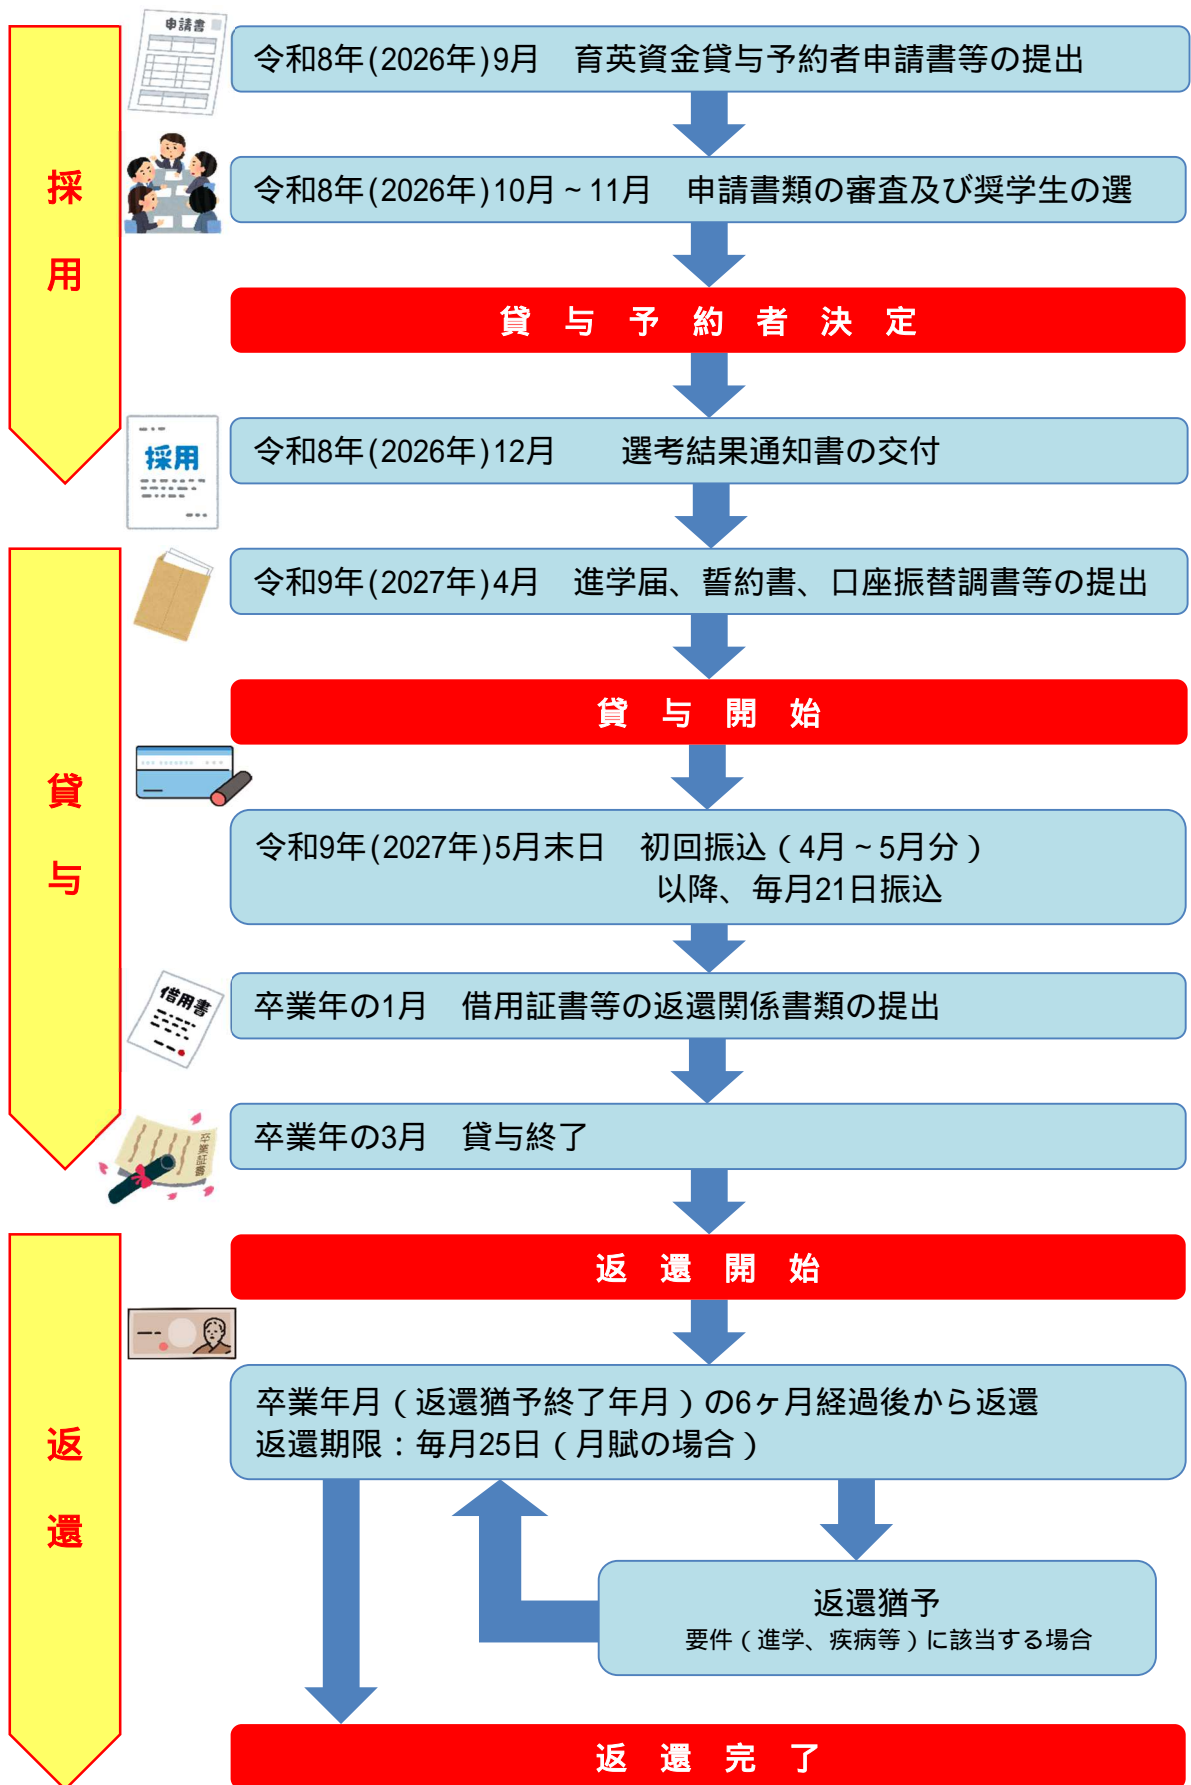 採用
申請書
令和8年(2026年)9月　育英資金貸与予約者申請書等の提出
令和8年(2026年)10月~11月　申請書類の審査及び奨学生の選
貸与予約者決定
採用
令和8年(2026年)12月　　選考結果通知書の交付
貸与
令和9年(2027年)4月　進学届、誓約書、口座振替調書等の提出
貸与開始
令和9年(2027年)5月末日　初回振込(4月~5月分)
以降、毎月21日振込
借用書
卒業年の1月　借用証書等の返還関係書類の提出
卒業証書
卒業年の3月　貸与終了
返還
返還開始
卒業年月(返還猶予終了年月)の6ヶ月経過後から返還
返還期限:毎月25日(月賦の場合)
返還猶予
要件(進学、疾病等)に該当する場合
返還完了